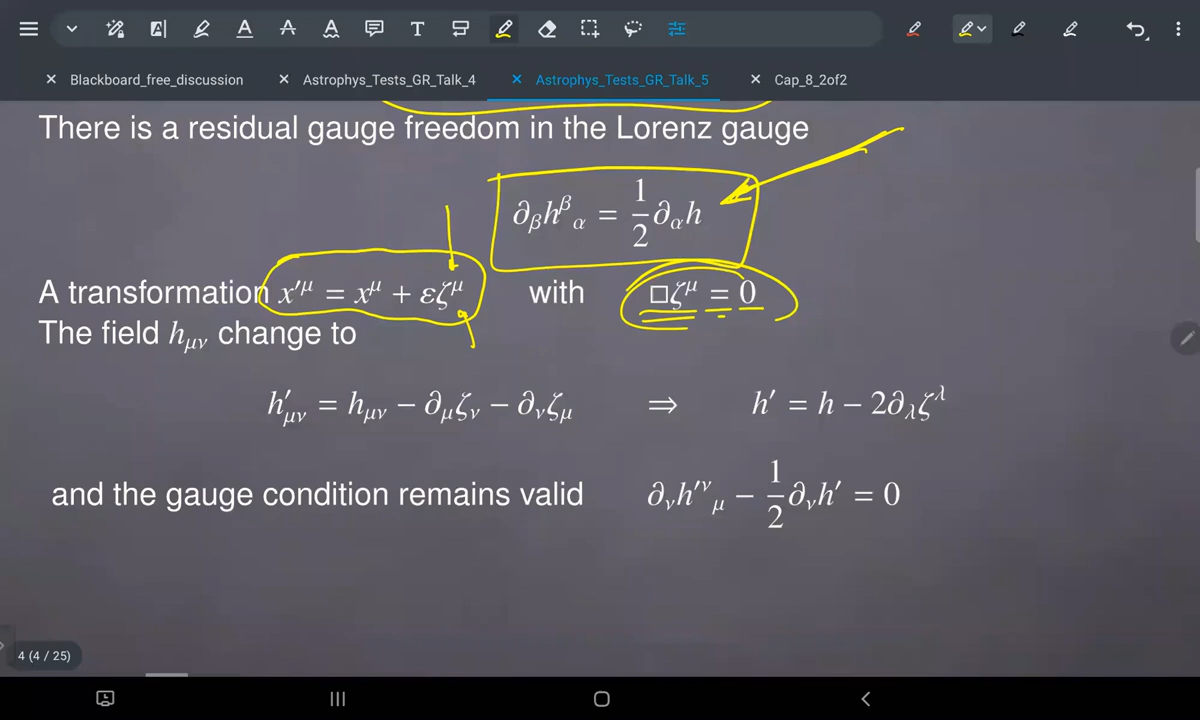 Blackboard_free_discussion Astrophys_Tests_GR_Talk_4 Astrophys_Tests_GR_Talk_5 Cap_8_2of2
There is a residual gauge freedom in the Lorenz gauge
∂_β h^β_α = 1/2 ∂_α h
A transformation x′^μ = x^μ + εζ^μ with □ζ^μ = 0
The field h_μν change to
h′_μν = h_μν − ∂_μ ζ_ν − ∂_ν ζ_μ ⇒ h′ = h − 2∂_λ ζ^λ
and the gauge condition remains valid ∂_ν h′^ν_μ − 1/2 ∂_ν h′ = 0
4 (4 / 25)